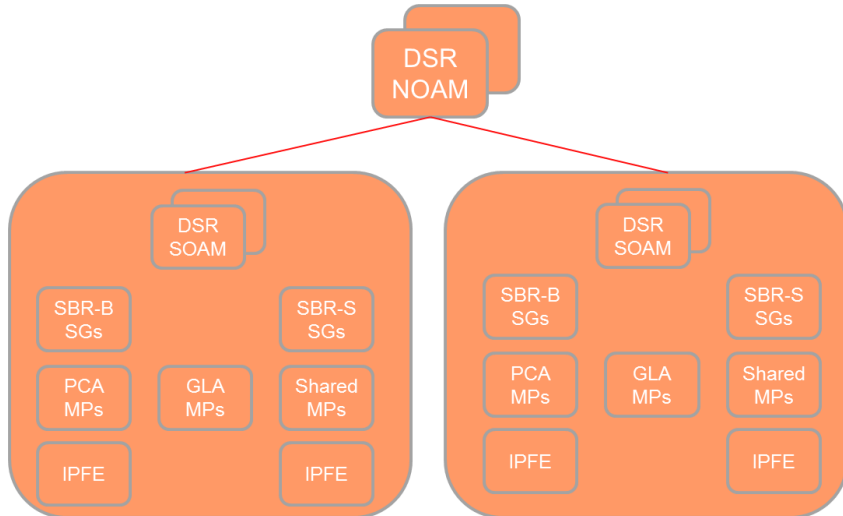 DSR
NOAM
DSR
SOAM
SBR-B
SGs
SBR-S
SGs
PCA
MPs
GLA
MPs
Shared
MPs
IPFE
IPFE
DSR
SOAM
SBR-B
SGs
SBR-S
SGs
PCA
MPs
GLA
MPs
Shared
MPs
IPFE
IPFE